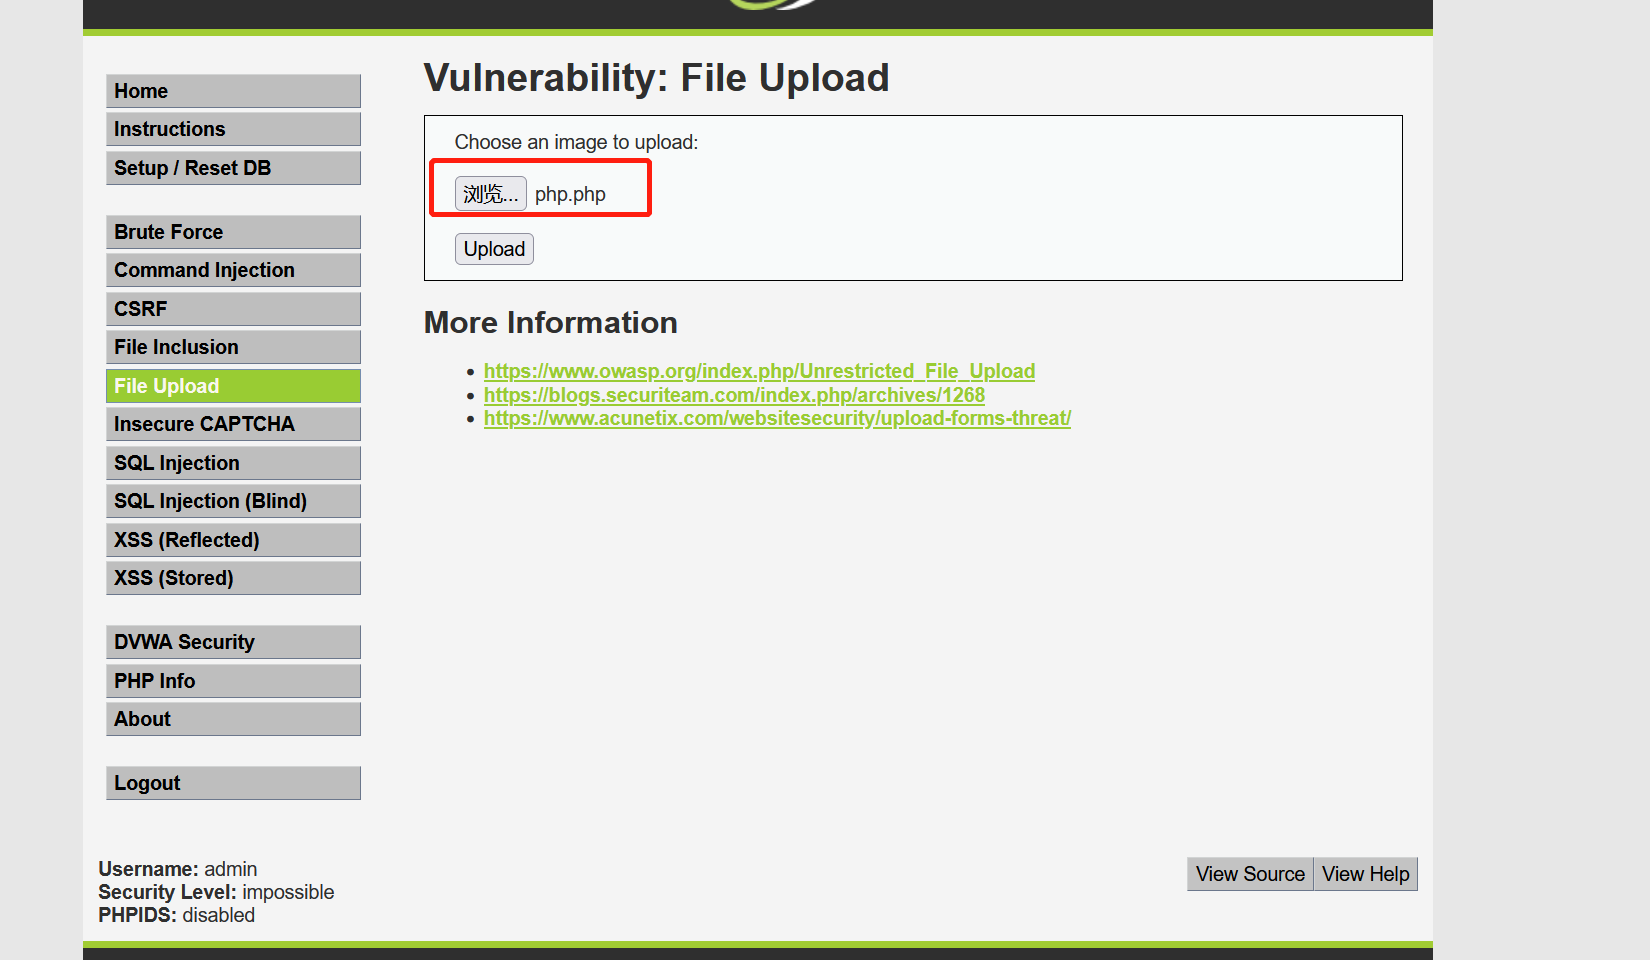 Home
Instructions
Setup / Reset DB
Brute Force
Command Injection
CSRF
File Inclusion
File Upload
Insecure CAPTCHA
SQL Injection
SQL Injection (Blind)
XSS (Reflected)
XSS (Stored)
DVWA Security
PHP Info
About
Logout
Vulnerability: File Upload
Choose an image to upload:
浏览... php.php
Upload
More Information
https://www.owasp.org/index.php/Unrestricted_File_Upload
https://blogs.securiteam.com/index.php/archives/1268
https://www.acunetix.com/websitesecurity/upload-forms-threat/
Username: admin
Security Level: impossible
PHPIDS: disabled
View Source View Help